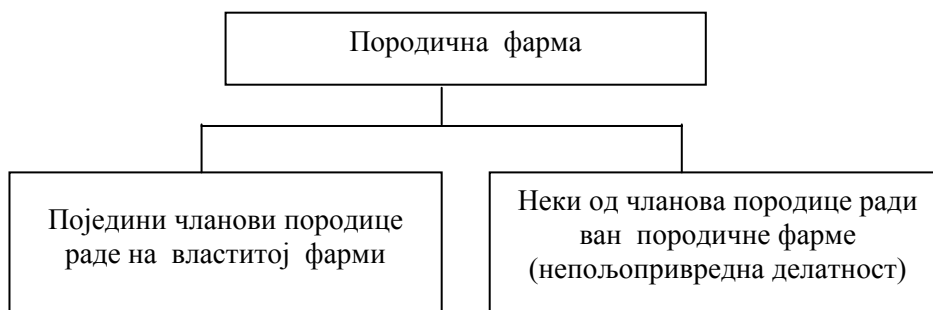 Породична фарма
Поједини чланови породице
раде на властитој фарми
Неки од чланова породице ради
ван породичне фарме
(непољопривредна делатност)